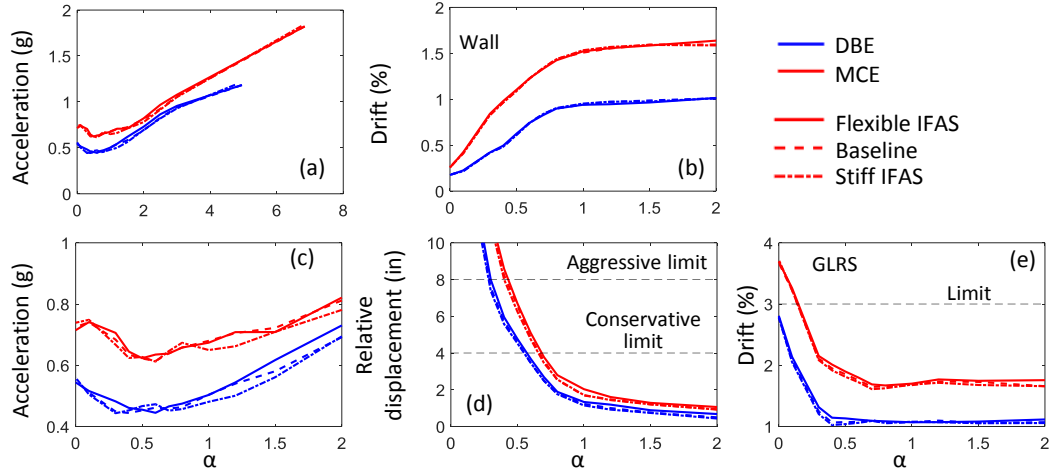 2
1.5
1
0.5
0
Acceleration (g)
(a)
0 2 4 6 8
2
1.5
1
0.5
0
Drift (%)
Wall
(b)
0 0.5 1 1.5 2
DBE
MCE
Flexible IFAS
Baseline
Stiff IFAS
1
0.8
0.6
0.4
Acceleration (g)
(c)
0 0.5 1 1.5 2
α
10
8
6
4
2
0
Relative
displacement (in)
Aggressive limit
Conservative
limit
(d)
0 0.5 1 1.5 2
α
4
3
2
1
Drift (%)
GLRS
(e)
Limit
0 0.5 1 1.5 2
α